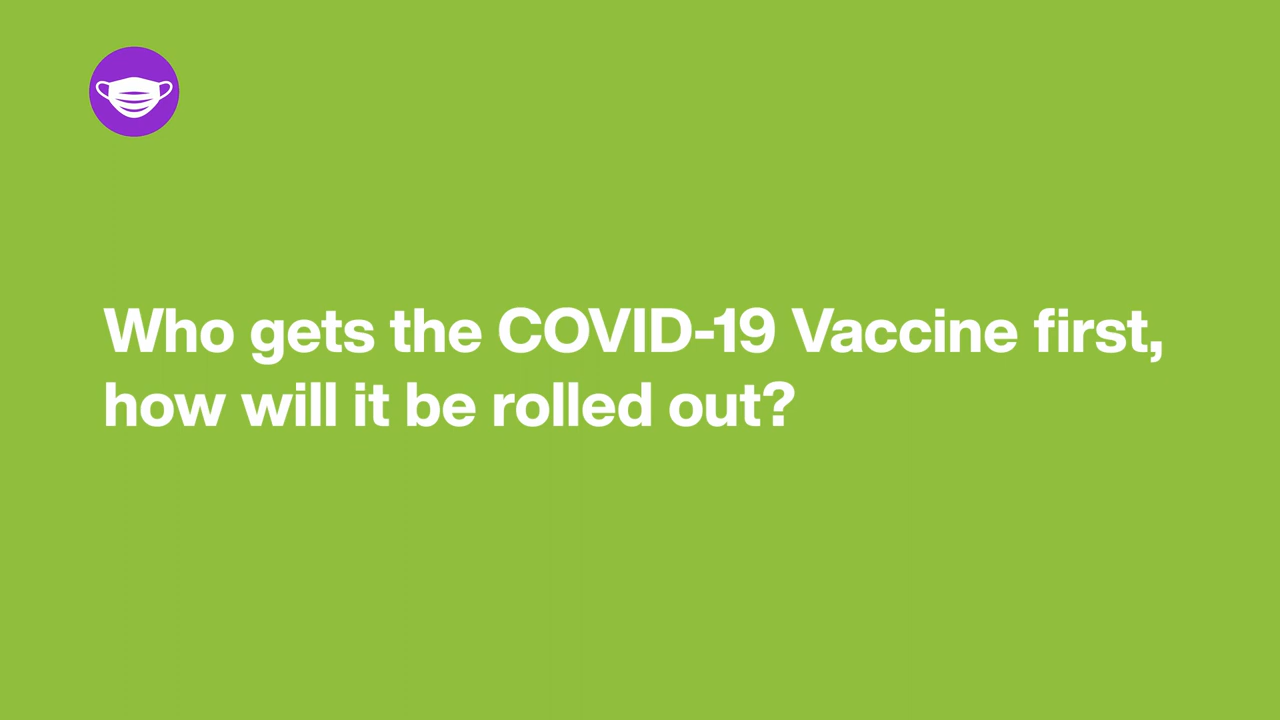 Who gets the COVID-19 Vaccine first,
how will it be rolled out?